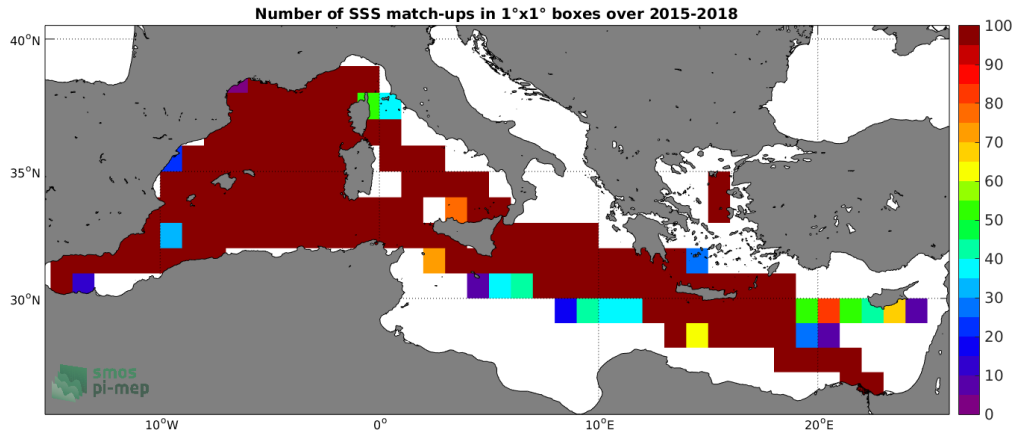 Number of SSS match-ups in 1°x1° boxes over 2015-2018
40°N
35°N
30°N
10°W
0°
10°E
20°E
100
90
80
70
60
50
40
30
20
10
0
smos
pi-mep